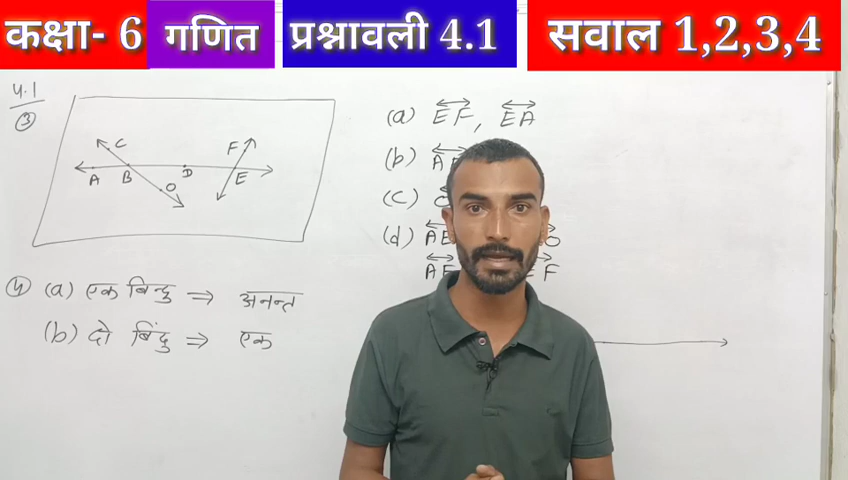 कक्षा- 6 गणित प्रश्नावली 4.1 सवाल 1,2,3,4
4.1
③
C
F
A B D
O E
(a) EF, EA
(b)
(c)
(d) AE O
F
④ (a) एक बिन्दु ⇒ अनन्त
(b) दो बिंदु ⇒ एक